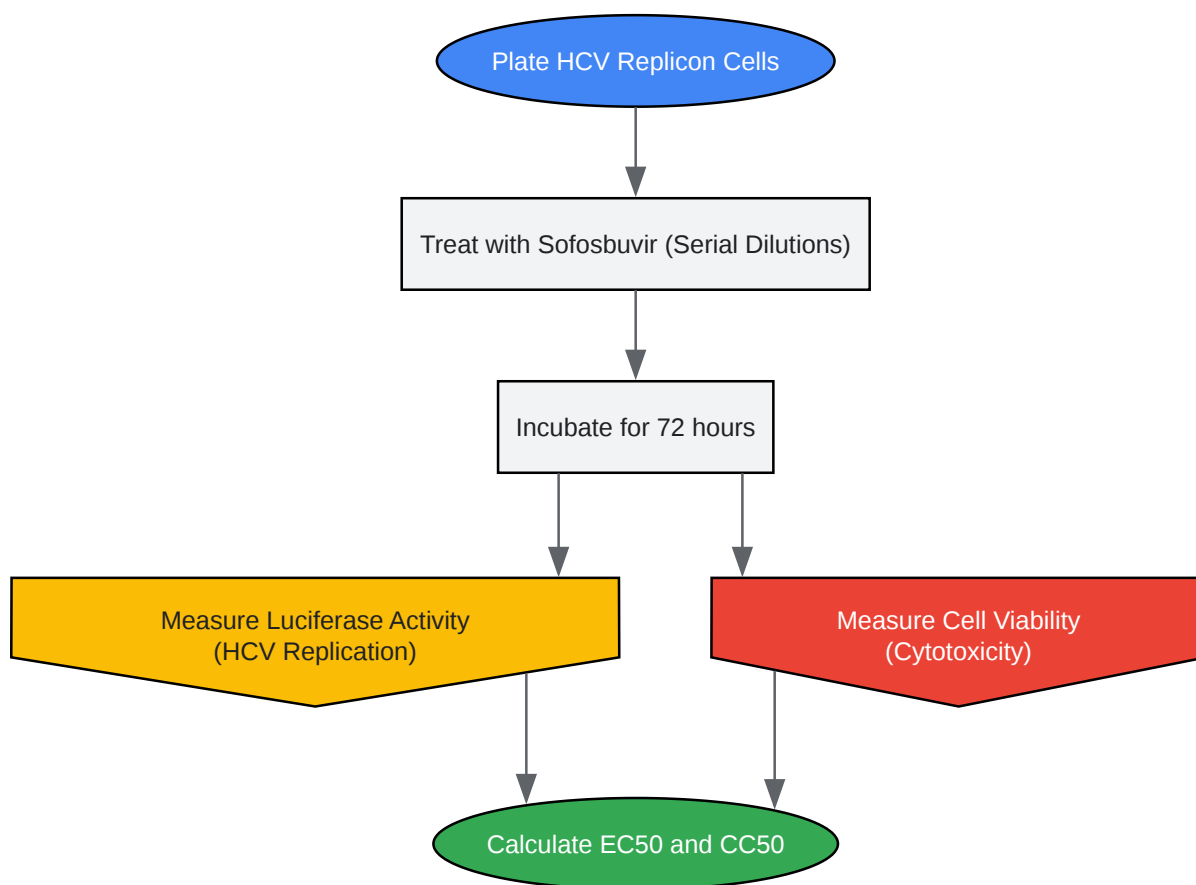 Plate HCV Replicon Cells
Treat with Sofosbuvir (Serial Dilutions)
Incubate for 72 hours
Measure Luciferase Activity
(HCV Replication)
Measure Cell Viability
(Cytotoxicity)
Calculate EC50 and CC50